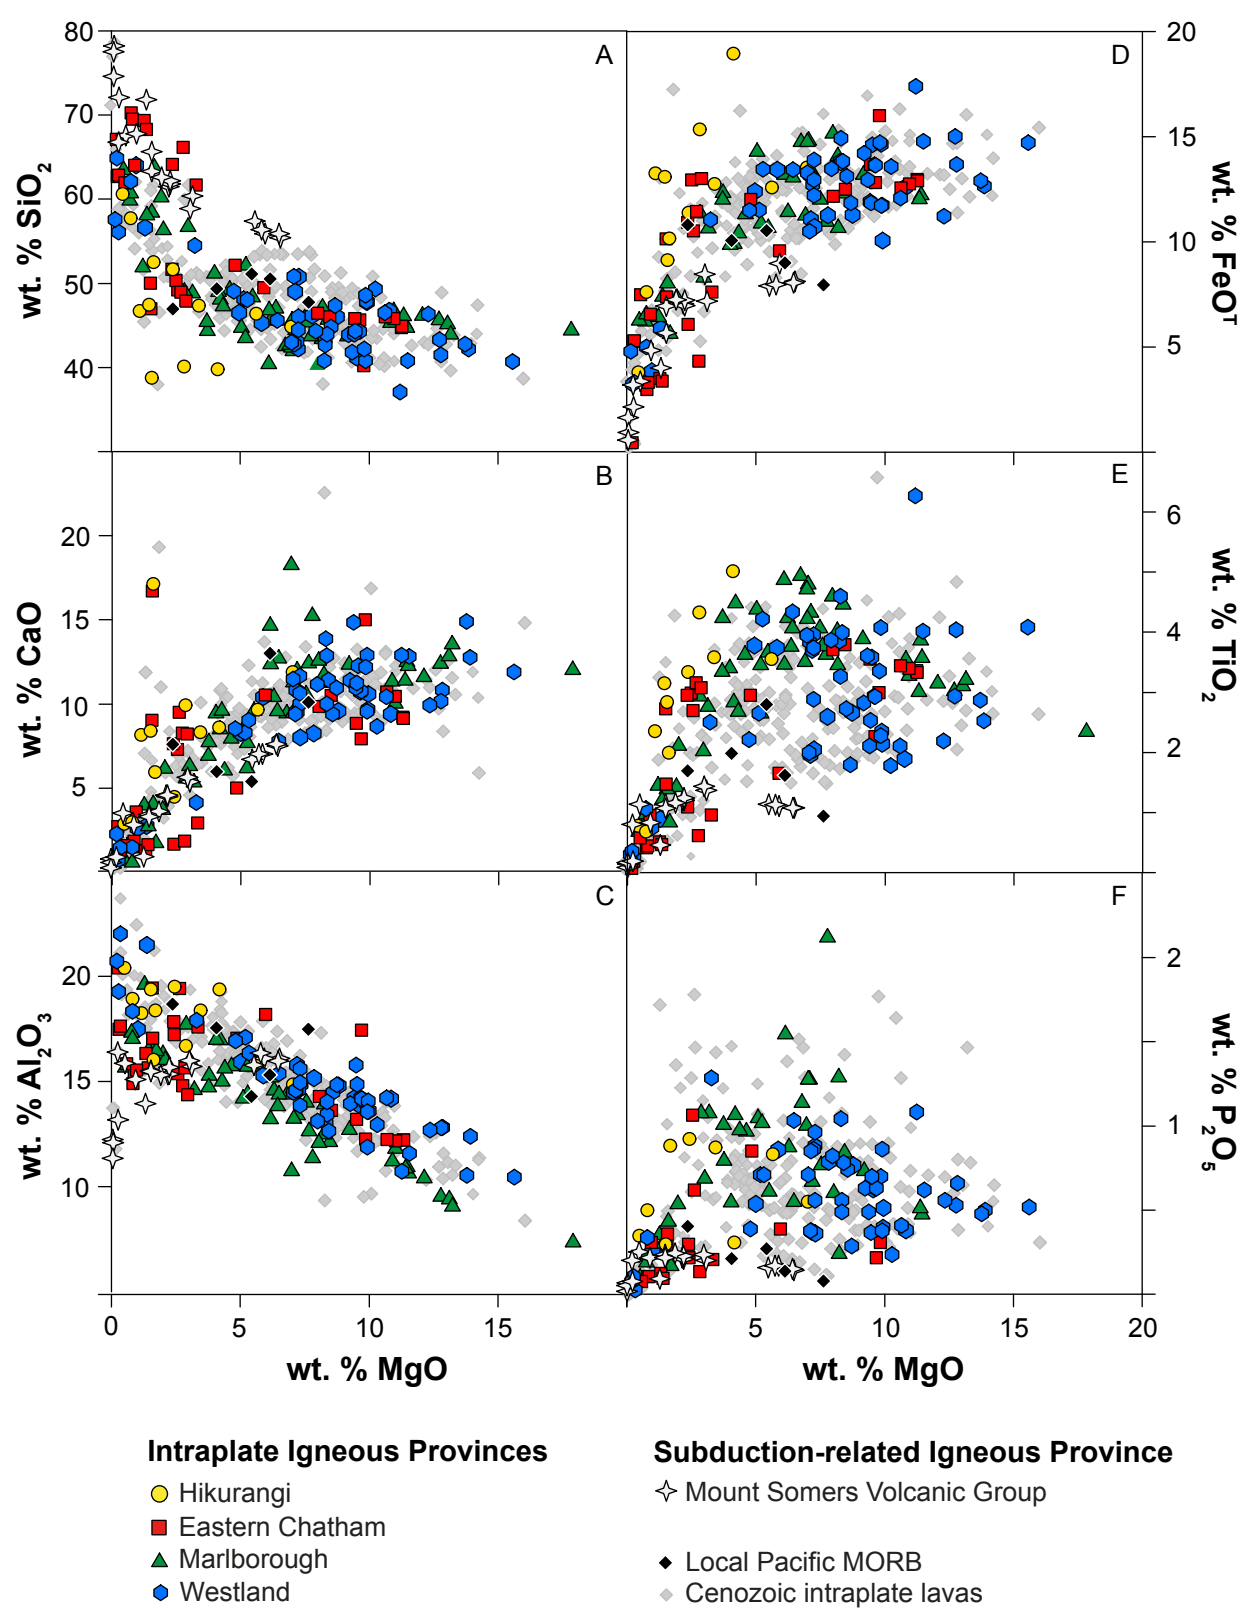 A
80
70
60
50
40
wt. % SiO₂
D
20
15
10
5
wt. % FeOᵀ
B
20
15
10
5
wt. % CaO
E
6
4
2
wt. % TiO₂
C
20
15
10
wt. % Al₂O₃
F
2
1
wt. % P₂O₅
0 5 10 15
5 10 15 20
wt. % MgO
wt. % MgO
Intraplate Igneous Provinces
Hikurangi
Eastern Chatham
Marlborough
Westland
Subduction-related Igneous Province
Mount Somers Volcanic Group
Local Pacific MORB
Cenozoic intraplate lavas